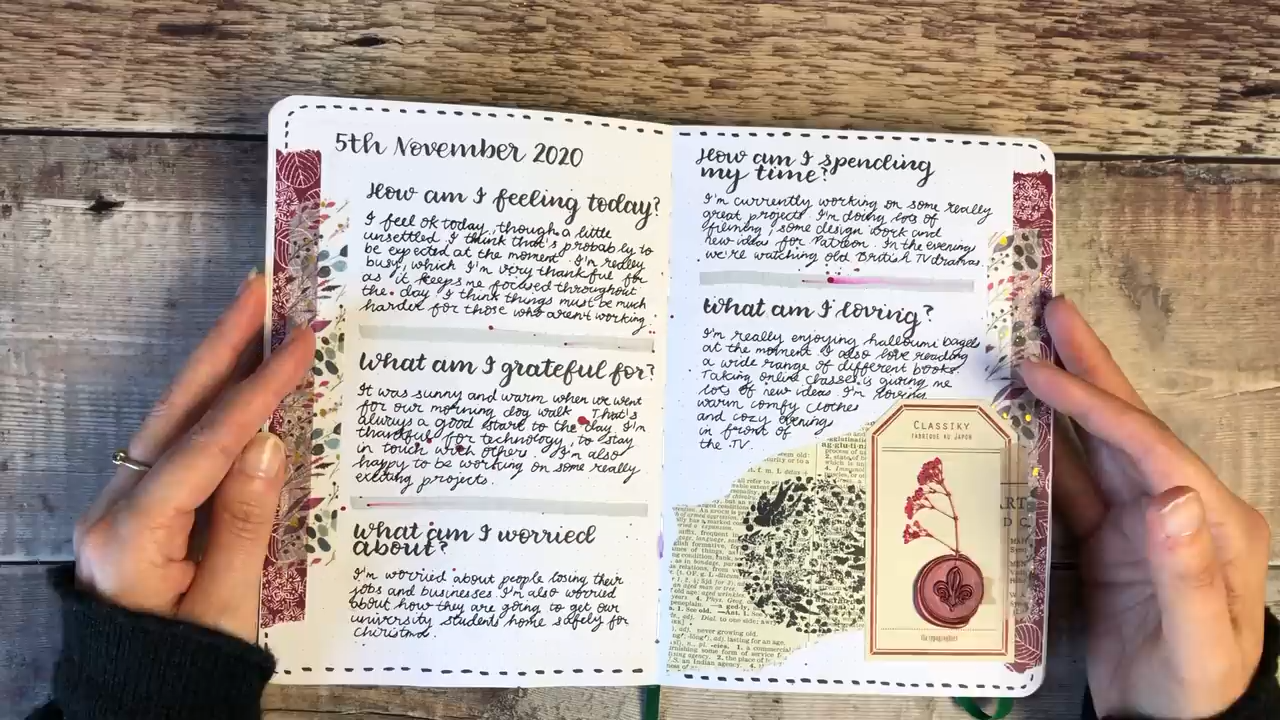 5th November 2020
How am I feeling today?
I feel ok today, though a little
unsettled. I think that's probably to
be expected at the moment. I'm really
busy, which I'm very thankful for
as it keeps me focused throughout
the day. I think things must be much
harder for those who aren't working.
What am I grateful for?
It was sunny and warm when we went
for our morning dog walk. That's
always a good start to the day. I'm
thankful for technology, to stay
in touch with others. I'm also
happy to be working on some really
exciting projects.
What am I worried
about?
I'm worried about people losing their
jobs and businesses. I'm also worried
about how they are going to get our
university students home safely for
How am I spending
my time?
I'm currently working on some really
great projects. I'm doing lots of
filming, some design work and
new ideas for Patreon. In the evening
we're watching old British TV dramas.
What am I loving?
I'm really enjoying halloumi bagels
at the moment. I also love reading
a wide range of different books.
Taking online classes is giving me
lots of new ideas. I'm loving
warm comfy clothes
and cozy evenings
in front of
the TV.
CLASSIKY
FABRIQUÉ AU JAPON